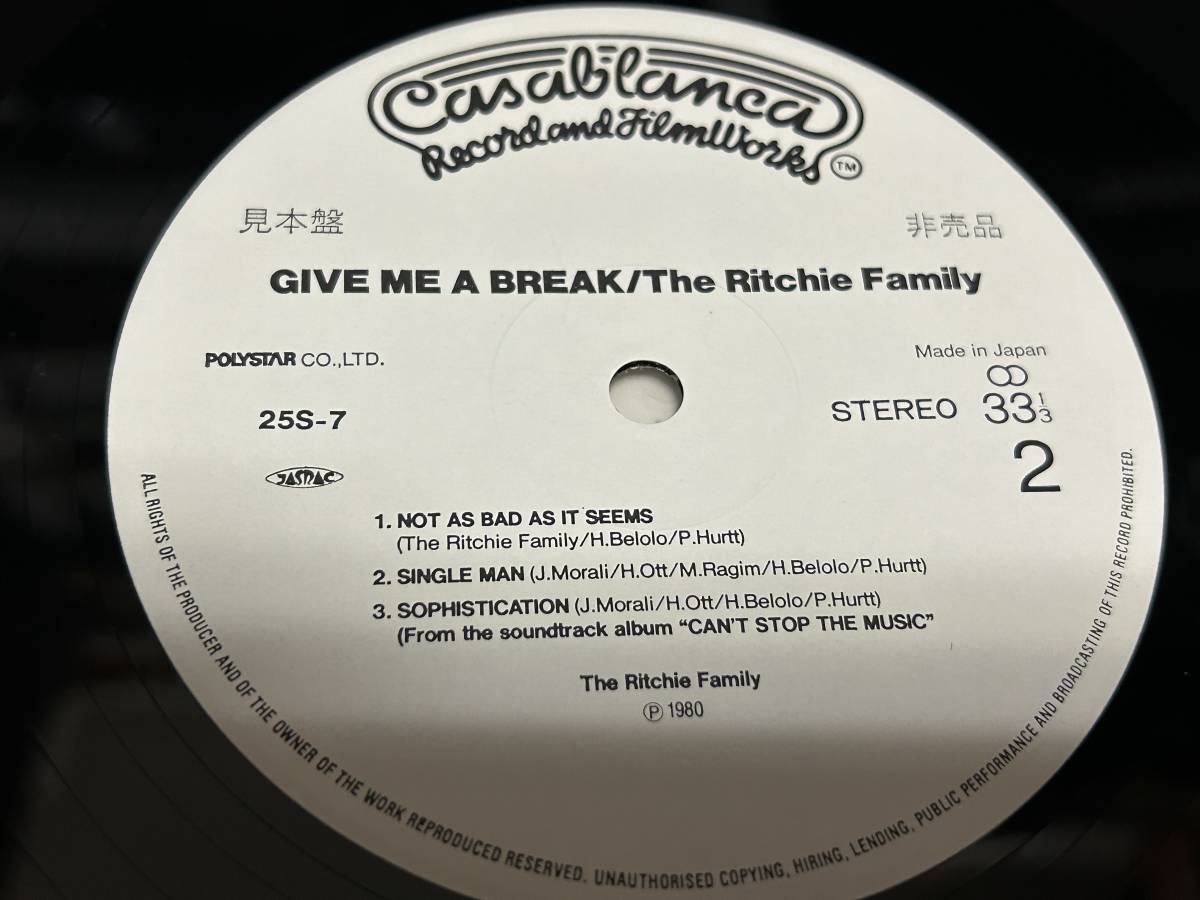 Casablanca
Record and FilmWorks TM
見本盤
非売品
GIVE ME A BREAK/The Ritchie Family
POLYSTAR CO.,LTD.
Made in Japan
25S-7
STEREO 33 1/3
2
JASRAC
1. NOT AS BAD AS IT SEEMS
(The Ritchie Family/H.Belolo/P.Hurtt)
2. SINGLE MAN (J.Morali/H.Ott/M.Ragim/H.Belolo/P.Hurtt)
3. SOPHISTICATION (J.Morali/H.Ott/H.Belolo/P.Hurtt)
(From the soundtrack album "CAN'T STOP THE MUSIC"
The Ritchie Family
Ⓟ 1980
ALL RIGHTS OF THE PRODUCER AND OF THE OWNER OF THE WORK REPRODUCED RESERVED. UNAUTHORISED COPYING, HIRING, LENDING, PUBLIC PERFORMANCE AND BROADCASTING OF THIS RECORD PROHIBITED.